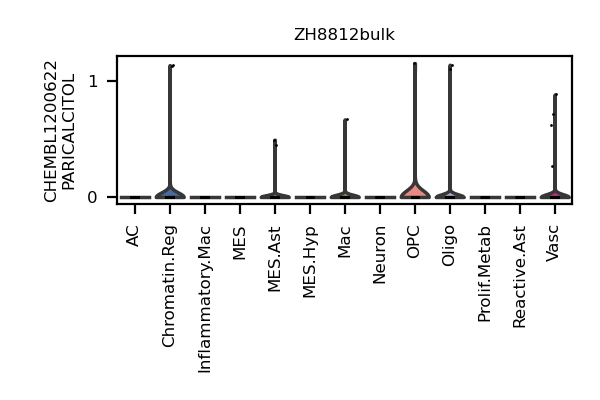 ZH8812bulk
CHEMBL1200622
PARICALCITOL
1
0
AC
Chromatin.Reg
Inflammatory.Mac
MES
MES.Ast
MES.Hyp
Mac
Neuron
OPC
Oligo
Prolif.Metab
Reactive.Ast
Vasc